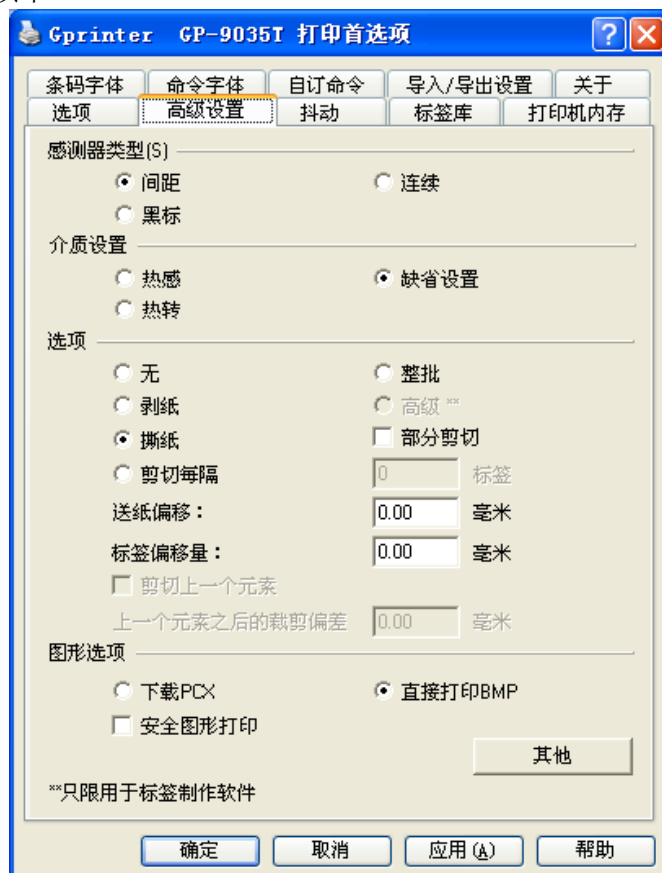 Gprinter GP-9035T 打印首选项
条码字体 命令字体 自订命令 导入/导出设置 关于
选项 高级设置 抖动 标签库 打印机内存
感测器类型(S)
间距 连续
黑标
介质设置
热感 缺省设置
热转
选项
无 整批
剥纸 高级 **
撕纸 部分剪切
剪切每隔 0 标签
送纸偏移： 0.00 毫米
标签偏移量： 0.00 毫米
剪切上一个元素
上一个元素之后的裁剪偏差 0.00 毫米
图形选项
下载PCX 直接打印BMP
安全图形打印
其他
**只限用于标签制作软件
确定 取消 应用(A) 帮助